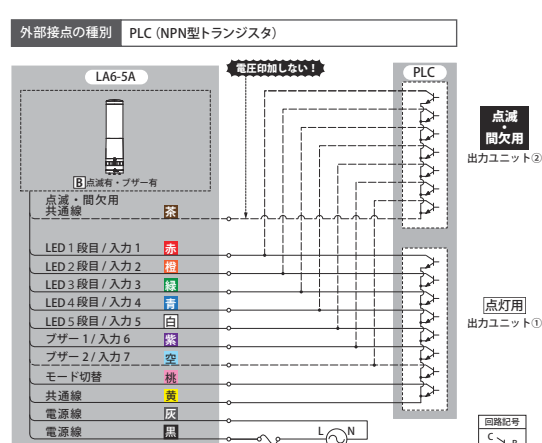 外部接点の種別 PLC（NPN型トランジスタ）
LA6-5A
電圧印加しない！
PLC
B 点滅有・ブザー有
点滅・間欠用
出力ユニット②
点滅・間欠用
共通線 茶
LED 1 段目 / 入力 1 赤
LED 2 段目 / 入力 2 橙
LED 3 段目 / 入力 3 緑
LED 4 段目 / 入力 4 青
LED 5 段目 / 入力 5 白
ブザー 1 / 入力 6 紫
ブザー 2 / 入力 7 空
モード切替 桃
共通線 黄
電源線 灰
電源線 黒
L N
点灯用
出力ユニット①
回路記号
C
B